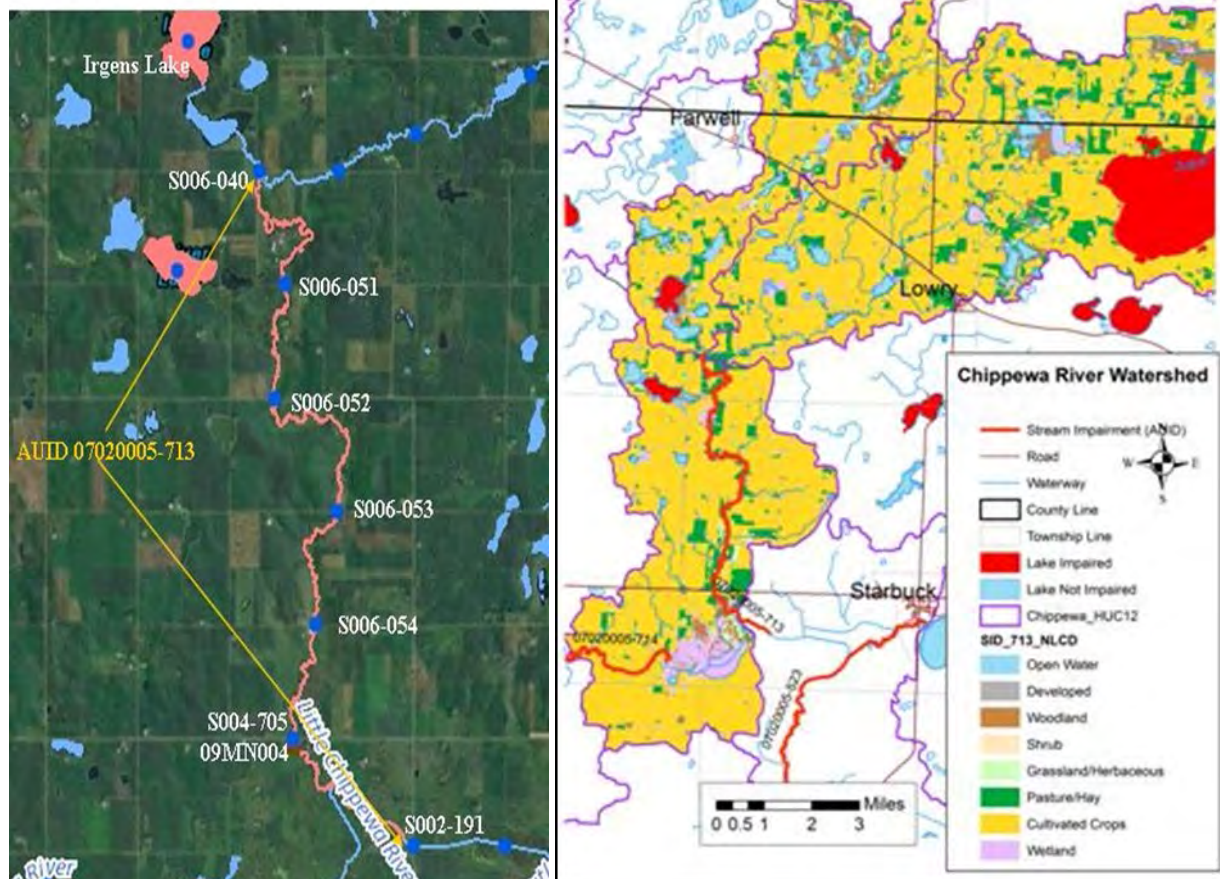 Irgens Lake
S006-040
S006-051
S006-052
AUID 07020005-713
S006-053
S006-054
S004-705
09MN004
Little Chippewa River
S002-191
River
Farwell
Lowry
Starbuck
07020005-713
07020005-714
07020005-523
Miles
0 0.5 1 2 3
Chippewa River Watershed
Stream Impairment (AUID)
Road
Waterway
County Line
Township Line
Lake Impaired
Lake Not Impaired
Chippewa_HUC12
SID_713_NLCD
Open Water
Developed
Woodland
Shrub
Grassland/Herbaceous
Pasture/Hay
Cultivated Crops
Wetland
N
W E
S